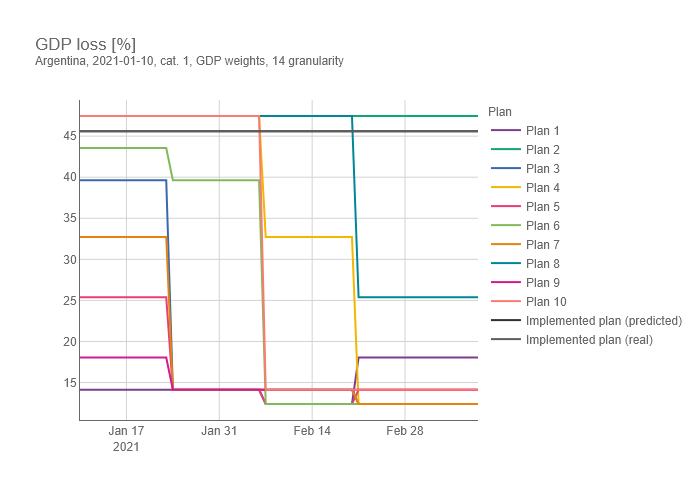 GDP loss [%]
Argentina, 2021-01-10, cat. 1, GDP weights, 14 granularity
45
40
35
30
25
20
15
Jan 17
2021
Jan 31
Feb 14
Feb 28
Plan
Plan 1
Plan 2
Plan 3
Plan 4
Plan 5
Plan 6
Plan 7
Plan 8
Plan 9
Plan 10
Implemented plan (predicted)
Implemented plan (real)